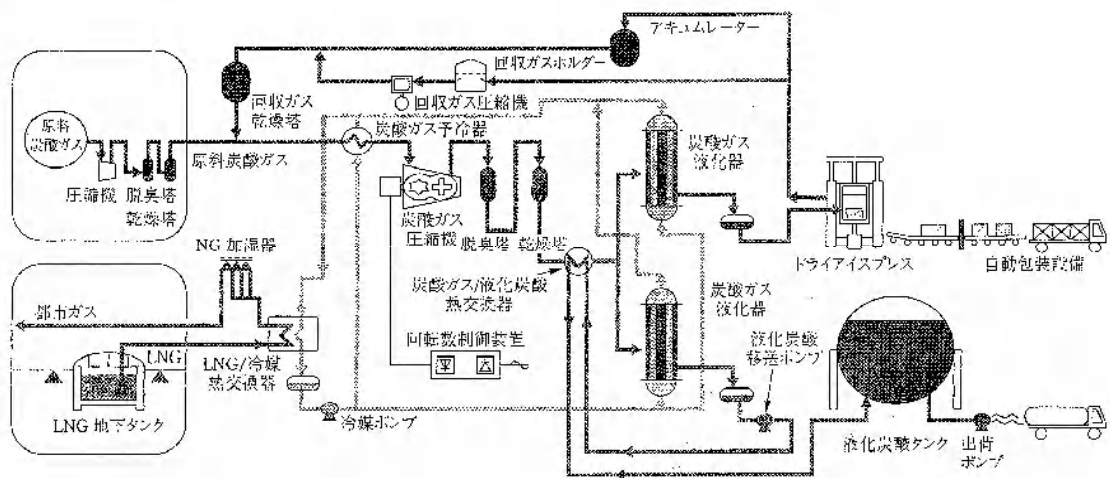 アキュムレーター
回収ガスホルダー
回収ガス
乾燥塔
回収ガス圧縮機
原料
炭酸ガス
炭酸ガス予冷器
原料炭酸ガス
炭酸ガス
液化器
圧縮機
脱臭塔
乾燥塔
炭酸ガス
圧縮機
脱臭塔
乾燥塔
ドライアイスプレス
自動包装設備
NG加湿器
炭酸ガス/液化炭酸
熱交換器
炭酸ガス
液化器
都市ガス
回転数制御装置
液化炭酸
移送ポンプ
LNG
LNG/冷媒
熱交換器
LNG地下タンク
冷媒ポンプ
液化炭酸タンク
出荷
ポンプ